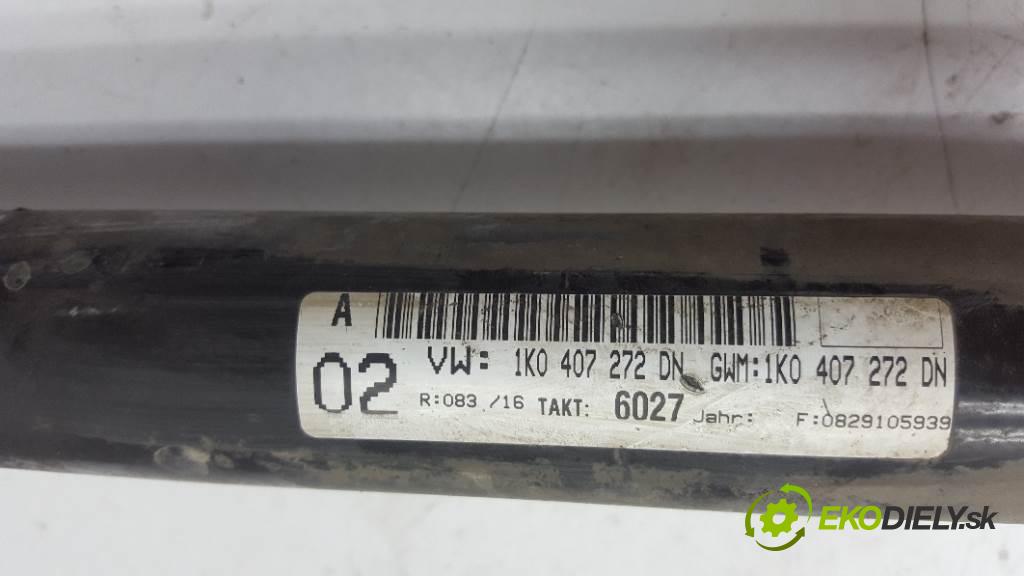 A
02
VW: 1K0 407 272 DN GWM:1K0 407 272 DN
R:083 /16 TAKT: 6027 Jahr: F:0829105939
EKODIELY.sk